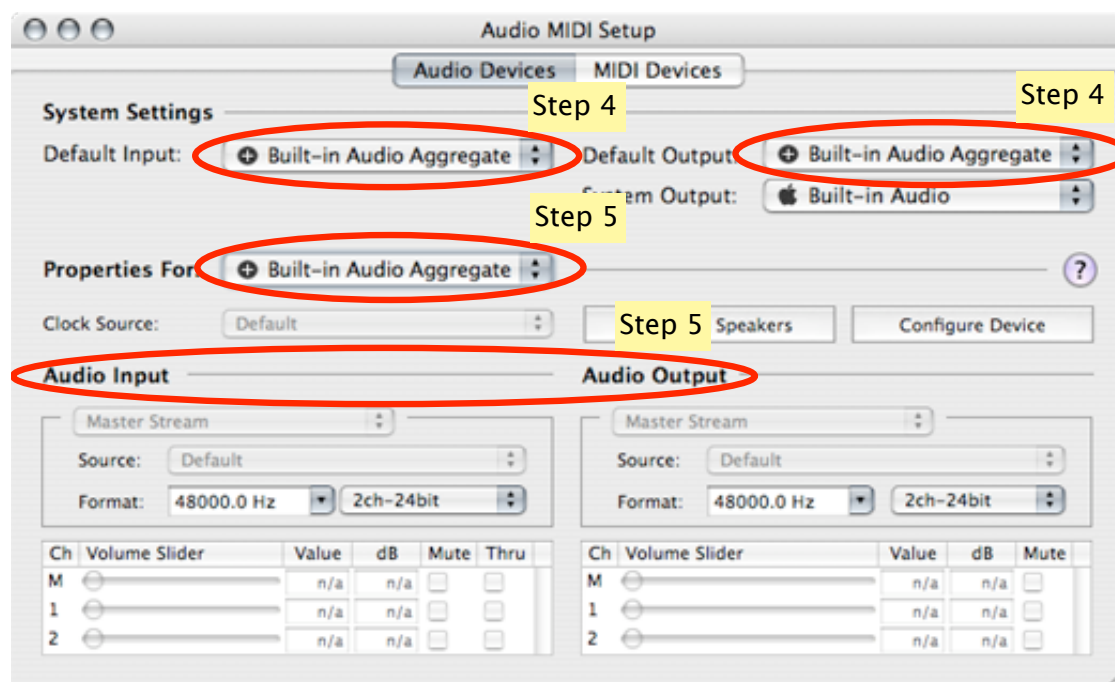 Audio MIDI Setup
Audio Devices MIDI Devices
Step 4
Step 4
System Settings
Default Input: Built-in Audio Aggregate
Default Output: Built-in Audio Aggregate
System Output: Built-in Audio
Step 5
Properties For: Built-in Audio Aggregate ?
Clock Source: Default
Step 5 Speakers Configure Device
Audio Input Audio Output
Master Stream Master Stream
Source: Default Source: Default
Format: 48000.0 Hz 2ch-24bit Format: 48000.0 Hz 2ch-24bit
Ch Volume Slider Value dB Mute Thru Ch Volume Slider Value dB Mute
M n/a n/a M n/a n/a
1 n/a n/a 1 n/a n/a
2 n/a n/a 2 n/a n/a